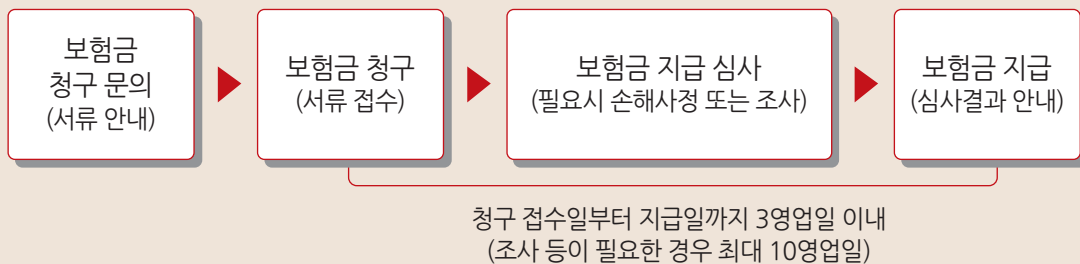 보험금
청구 문의
(서류 안내)
보험금 청구
(서류 접수)
보험금 지급 심사
(필요시 손해사정 또는 조사)
보험금 지급
(심사결과 안내)
청구 접수일부터 지급일까지 3영업일 이내
(조사 등이 필요한 경우 최대 10영업일)